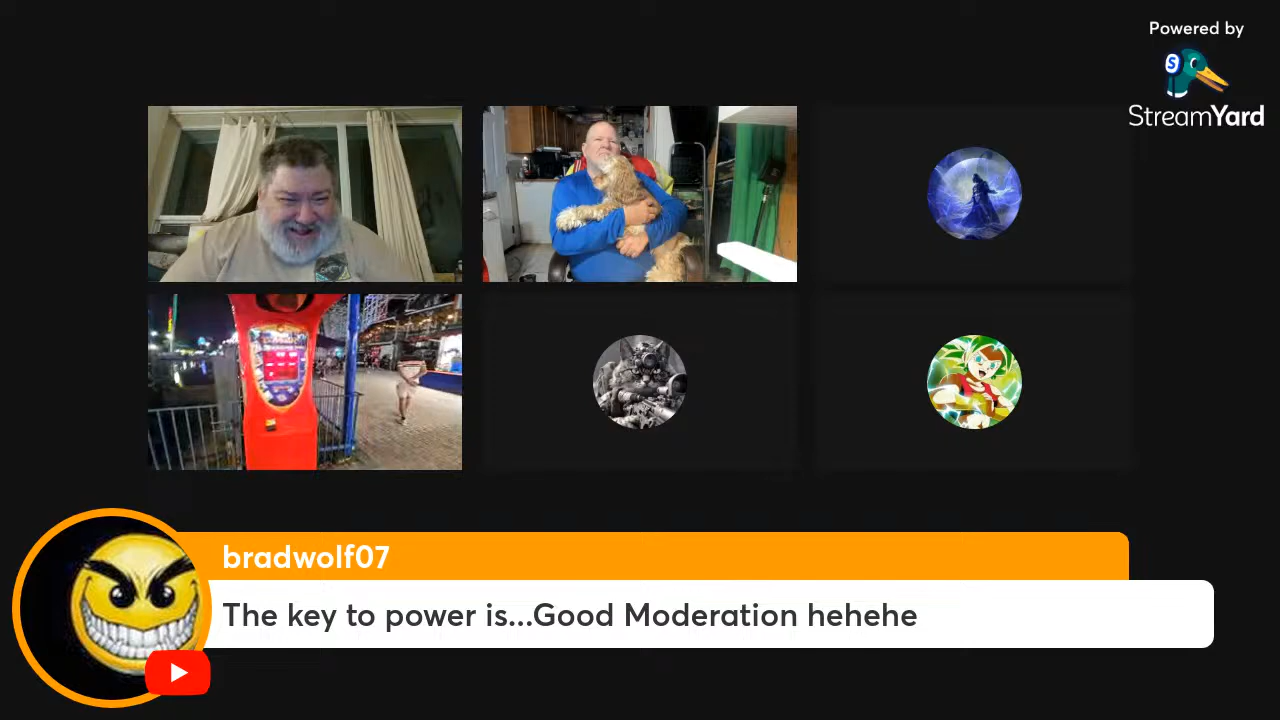 Powered by
S
StreamYard
bradwolf07
The key to power is...Good Moderation hehehe